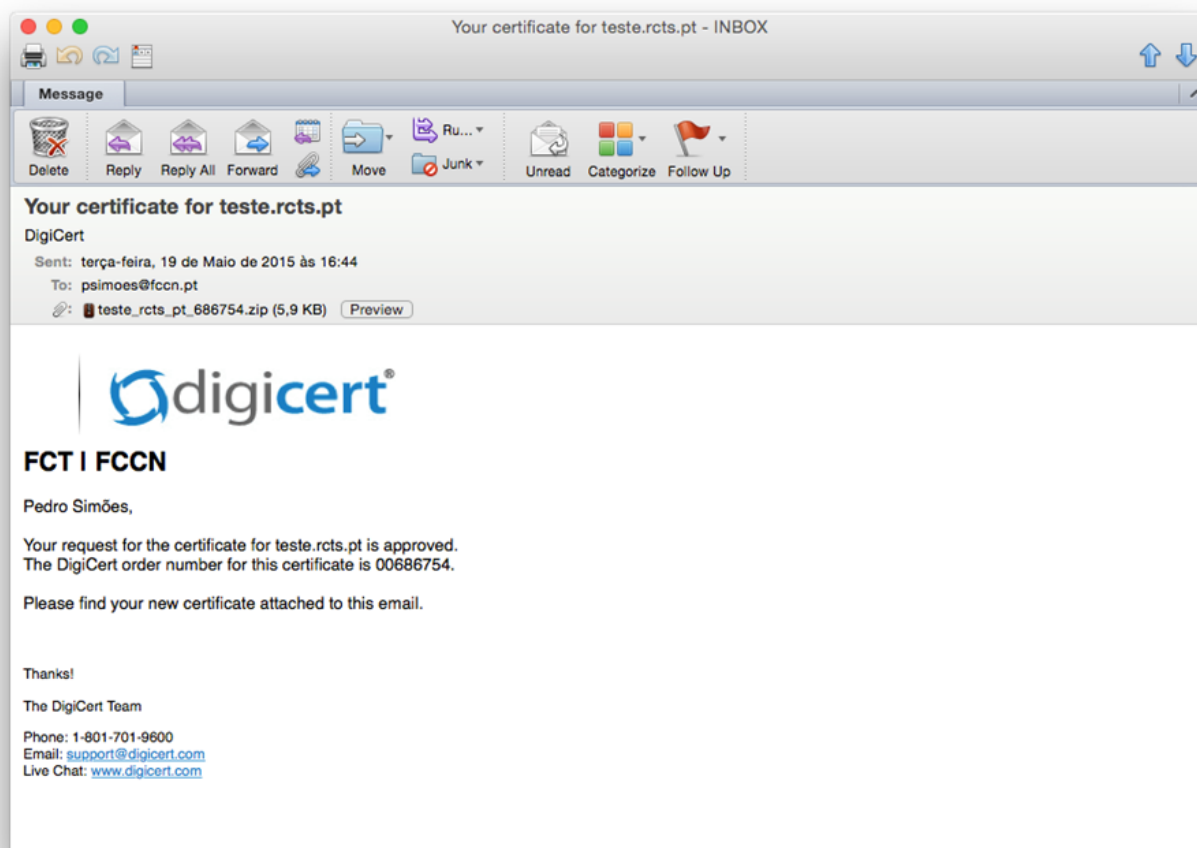 Your certificate for teste.rcts.pt - INBOX
Message
Delete
Reply
Reply All
Forward
Move
Ru...
Junk
Unread
Categorize
Follow Up
Your certificate for teste.rcts.pt
DigiCert
Sent: terça-feira, 19 de Maio de 2015 às 16:44
To: psimoes@fccn.pt
teste_rcts_pt_686754.zip (5,9 KB) Preview
digicert®
FCT | FCCN
Pedro Simões,
Your request for the certificate for teste.rcts.pt is approved.
The DigiCert order number for this certificate is 00686754.
Please find your new certificate attached to this email.
Thanks!
The DigiCert Team
Phone: 1-801-701-9600
Email: support@digicert.com
Live Chat: www.digicert.com